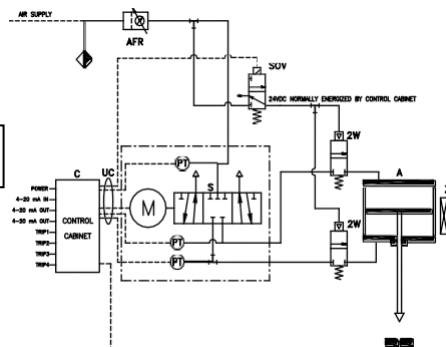 AIR SUPPLY
AFR
SOV
24VDC NORMALLY ENERGIZED BY CONTROL CABINET
2W
C
UC
PT
A
S
POWER
4-20 mA IN
4-20 mA OUT
4-20 mA OUT
TRIP1
TRIP2
TRIP3
TRIP4
CONTROL
CABINET
M
2W
PT
PT